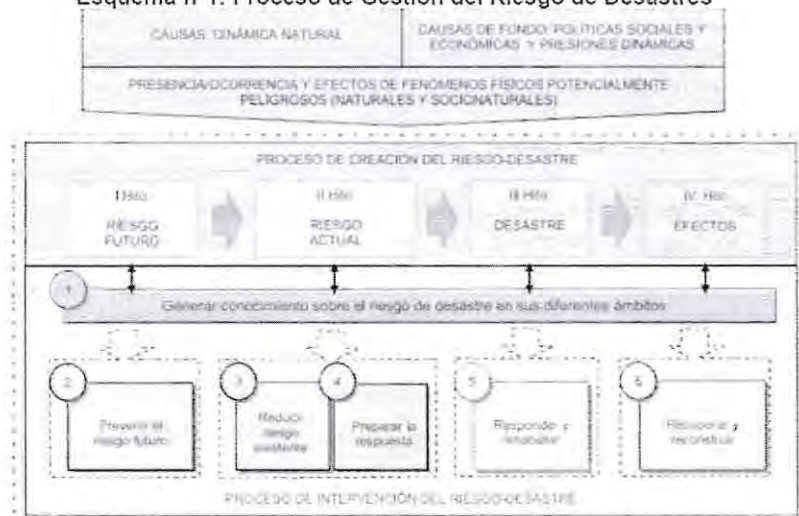 Esquema n°1: Proceso de Gestión del Riesgo de Desastres
CAUSAS: DINÁMICA NATURAL
CAUSAS DE FONDO: POLÍTICAS SOCIALES Y
ECONÓMICAS Y PRESIONES DINÁMICAS
PRESENCIA/OCURRENCIA Y EFECTOS DE FENÓMENOS FÍSICOS POTENCIALMENTE
PELIGROSOS (NATURALES Y SOCIONATURALES)
PROCESO DE CREACIÓN DEL RIESGO-DESASTRE
I Hito
RIESGO
FUTURO
II Hito
RIESGO
ACTUAL
III Hito
DESASTRE
IV Hito
EFECTOS
1
Generar conocimiento sobre el riesgo de desastre en sus diferentes ámbitos
2
Prevenir el
riesgo futuro
3
Reducir
riesgo
existente
4
Preparar la
respuesta
5
Responder y
rehabilitar
6
Recuperar y
reconstruir
PROCESO DE INTERVENCIÓN DEL RIESGO-DESASTRE